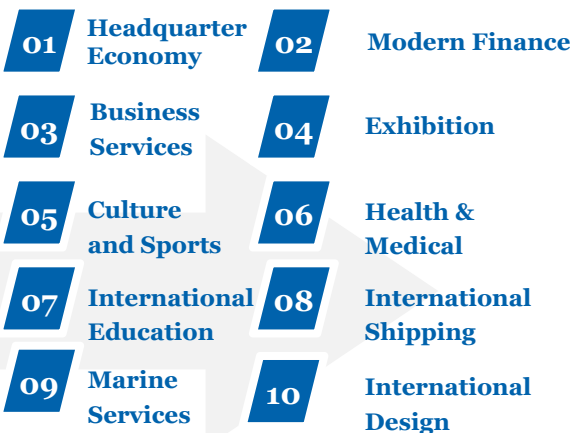 01 Headquarter
Economy
02 Modern Finance
03 Business
Services
04 Exhibition
05 Culture
and Sports
06 Health &
Medical
07 International
Education
08 International
Shipping
09 Marine
Services
10 International
Design